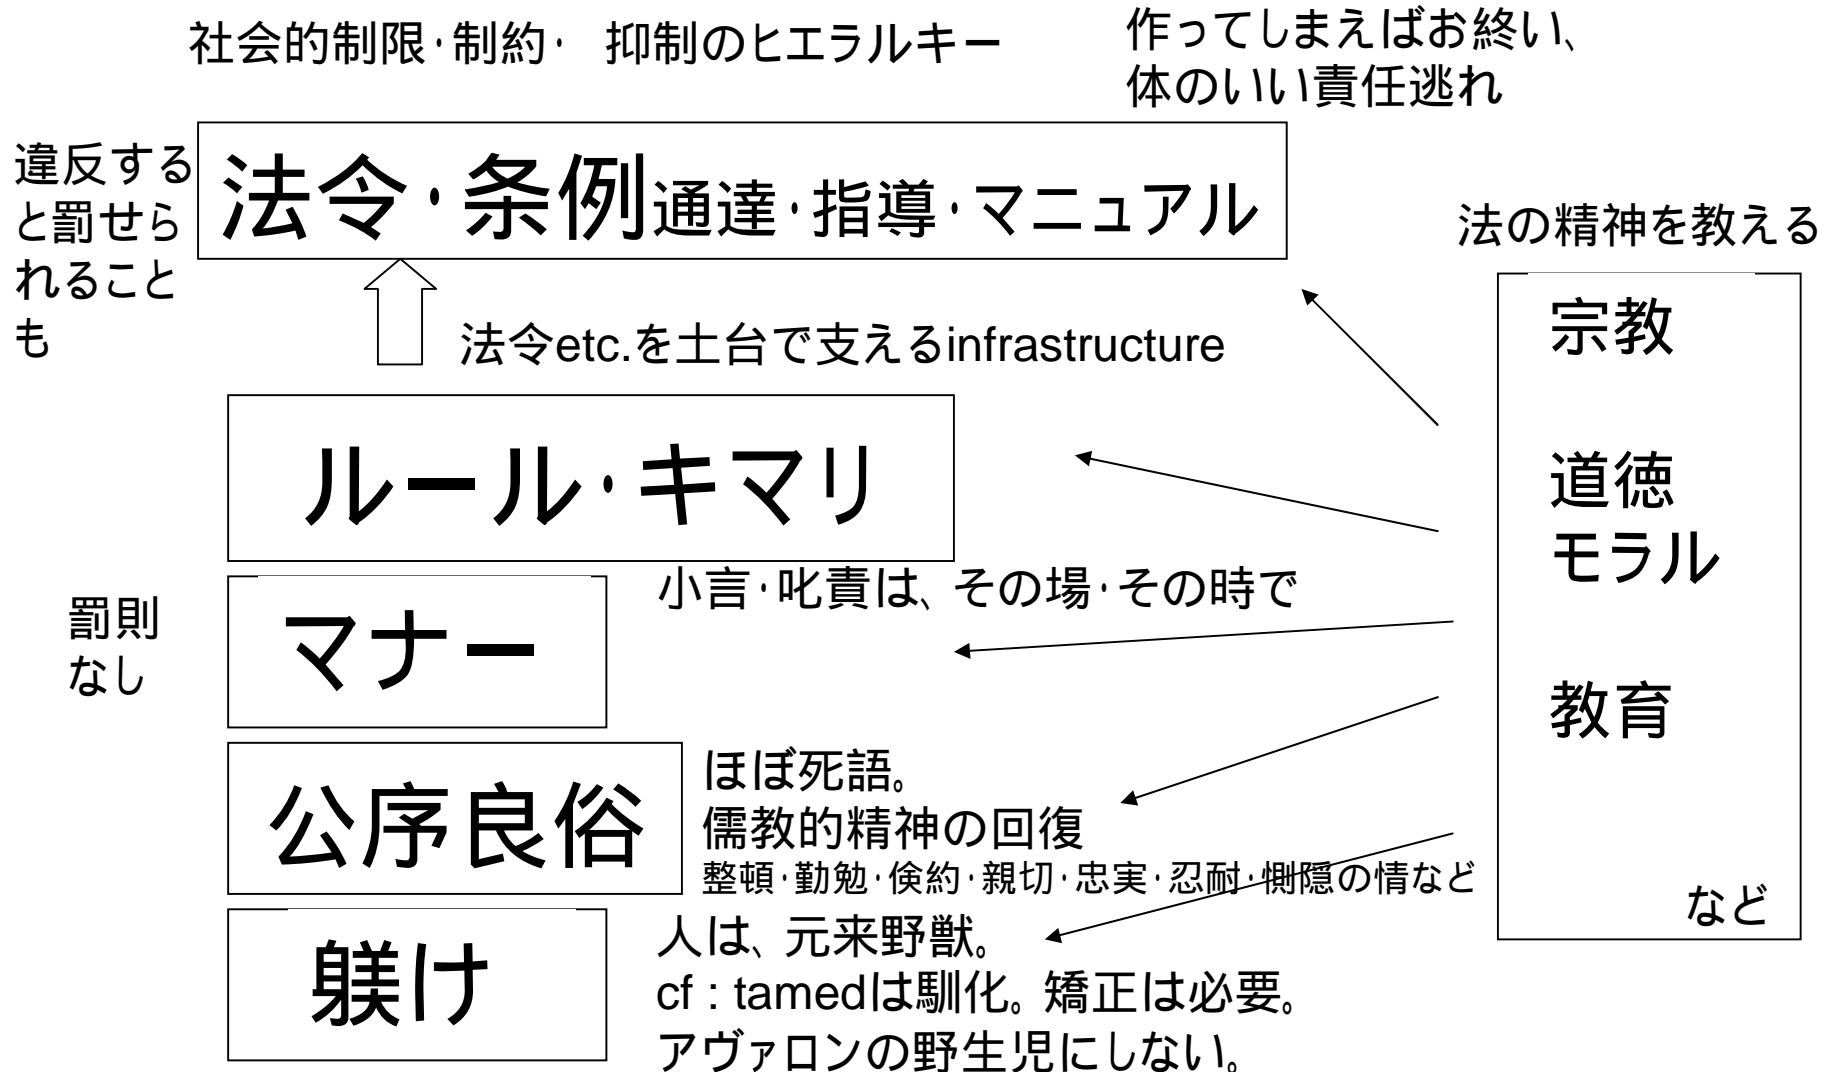 社会的制限・制約・ 抑制のヒエラルキー
作ってしまえばお終い、
体のいい責任逃れ
違反する
と罰せら
れること
も
法令・条例通達・指導・マニュアル
法の精神を教える
法令etc.を土台で支えるinfrastructure
宗教
道徳
モラル
教育
など
ルール・キマリ
小言・叱責は、その場・その時で
罰則
なし
マナー
公序良俗
ほぼ死語。
儒教的精神の回復
整頓・勤勉・倹約・親切・忠実・忍耐・惻隠の情など
躾け
人は、元来野獣。
cf : tamedは馴化。矯正は必要。
アヴァロンの野生児にしない。